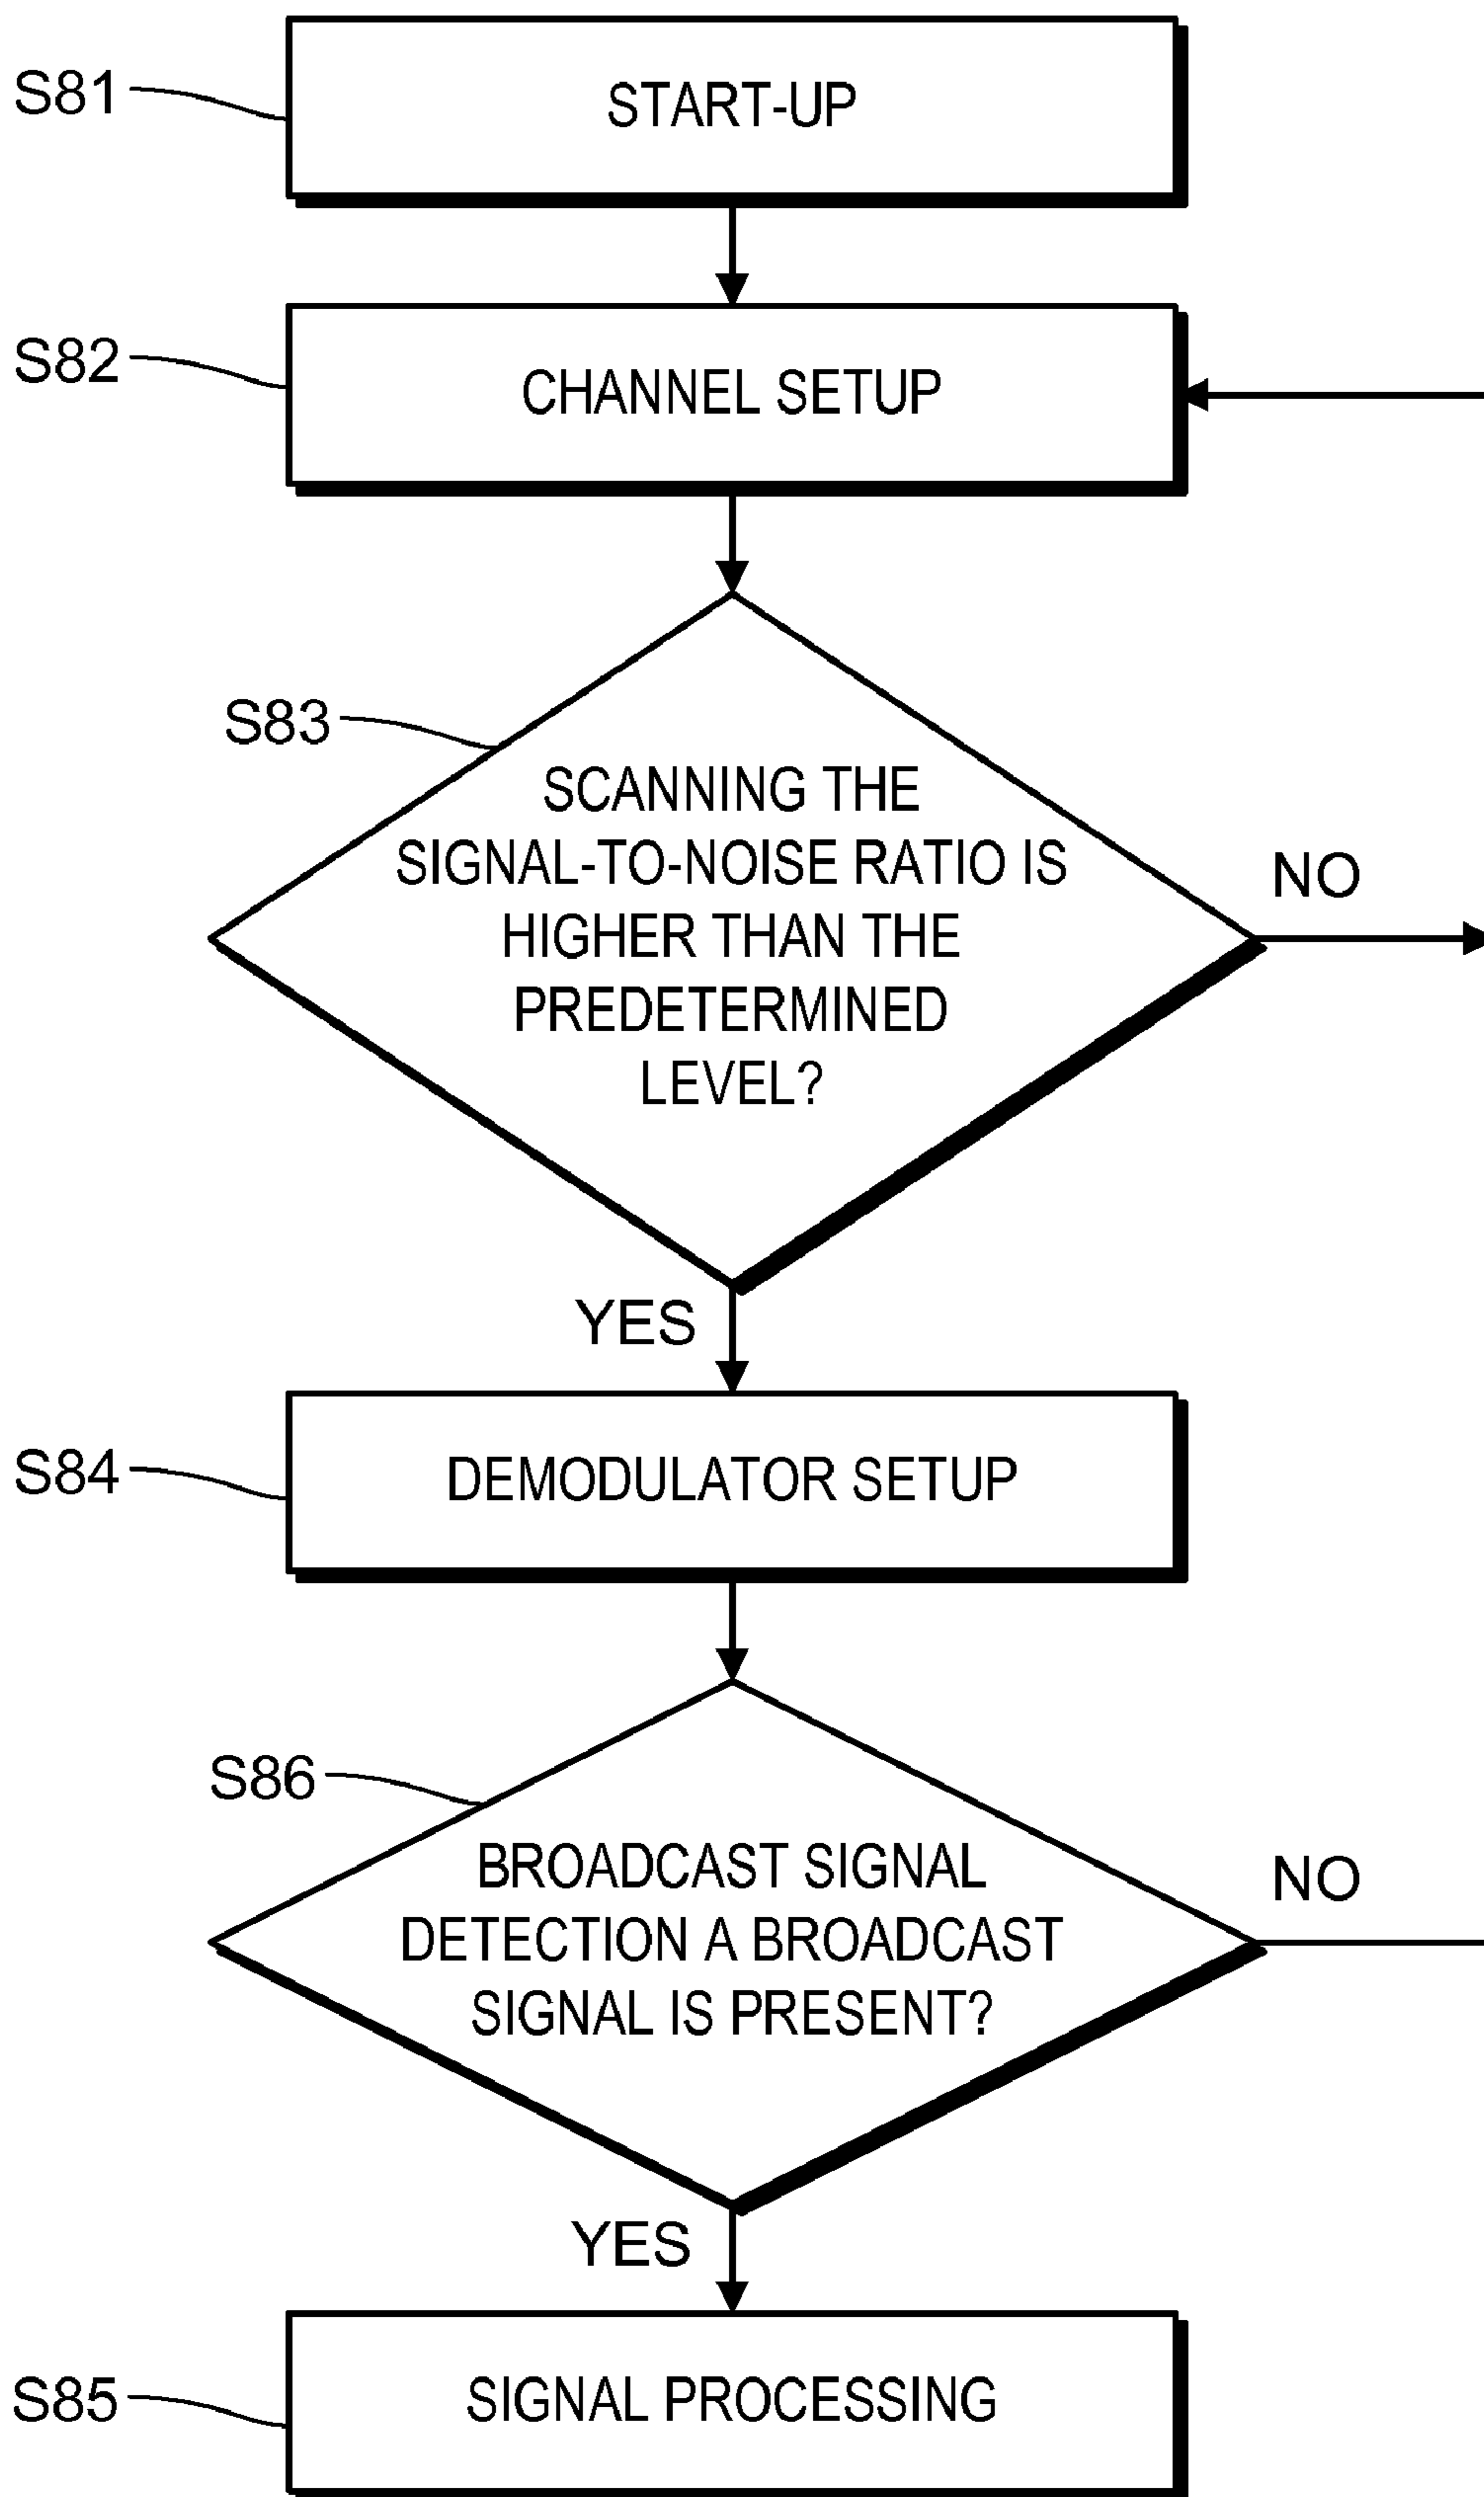 S81
START-UP
S82
CHANNEL SETUP
S83
SCANNING THE
SIGNAL-TO-NOISE RATIO IS
HIGHER THAN THE
PREDETERMINED
LEVEL?
NO
YES
S84
DEMODULATOR SETUP
S86
BROADCAST SIGNAL
DETECTION A BROADCAST
SIGNAL IS PRESENT?
NO
YES
S85
SIGNAL PROCESSING